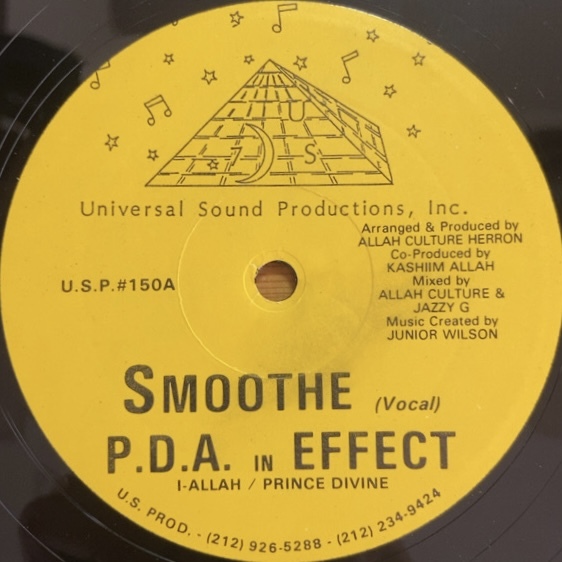 U
7 S
Universal Sound Productions, Inc.
Arranged & Produced by
ALLAH CULTURE HERRON
Co-Produced by
KASHIIM ALLAH
Mixed by
ALLAH CULTURE &
JAZZY G
Music Created by
JUNIOR WILSON
U.S.P.#150A
SMOOTHE (Vocal)
P.D.A. IN EFFECT
I-ALLAH / PRINCE DIVINE
U.S. PROD. - (212) 926-5288 - (212) 234-9424